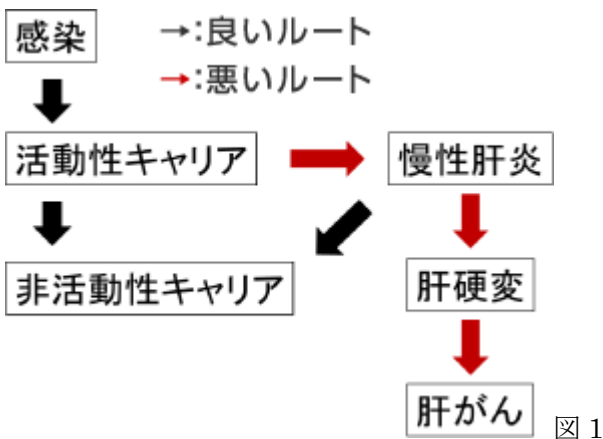 感染
→:良いルート
→:悪いルート
活動性キャリア
慢性肝炎
非活動性キャリア
肝硬変
肝がん
図 1